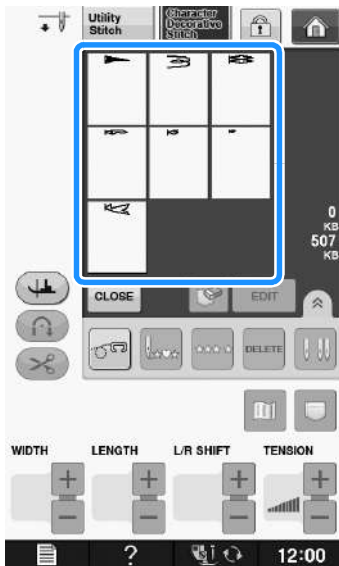 Utility
Stitch
Character
Decorative
Stitch
0
KB
507
KB
CLOSE
EDIT
DELETE
WIDTH
LENGTH
L/R SHIFT
TENSION
?
12:00